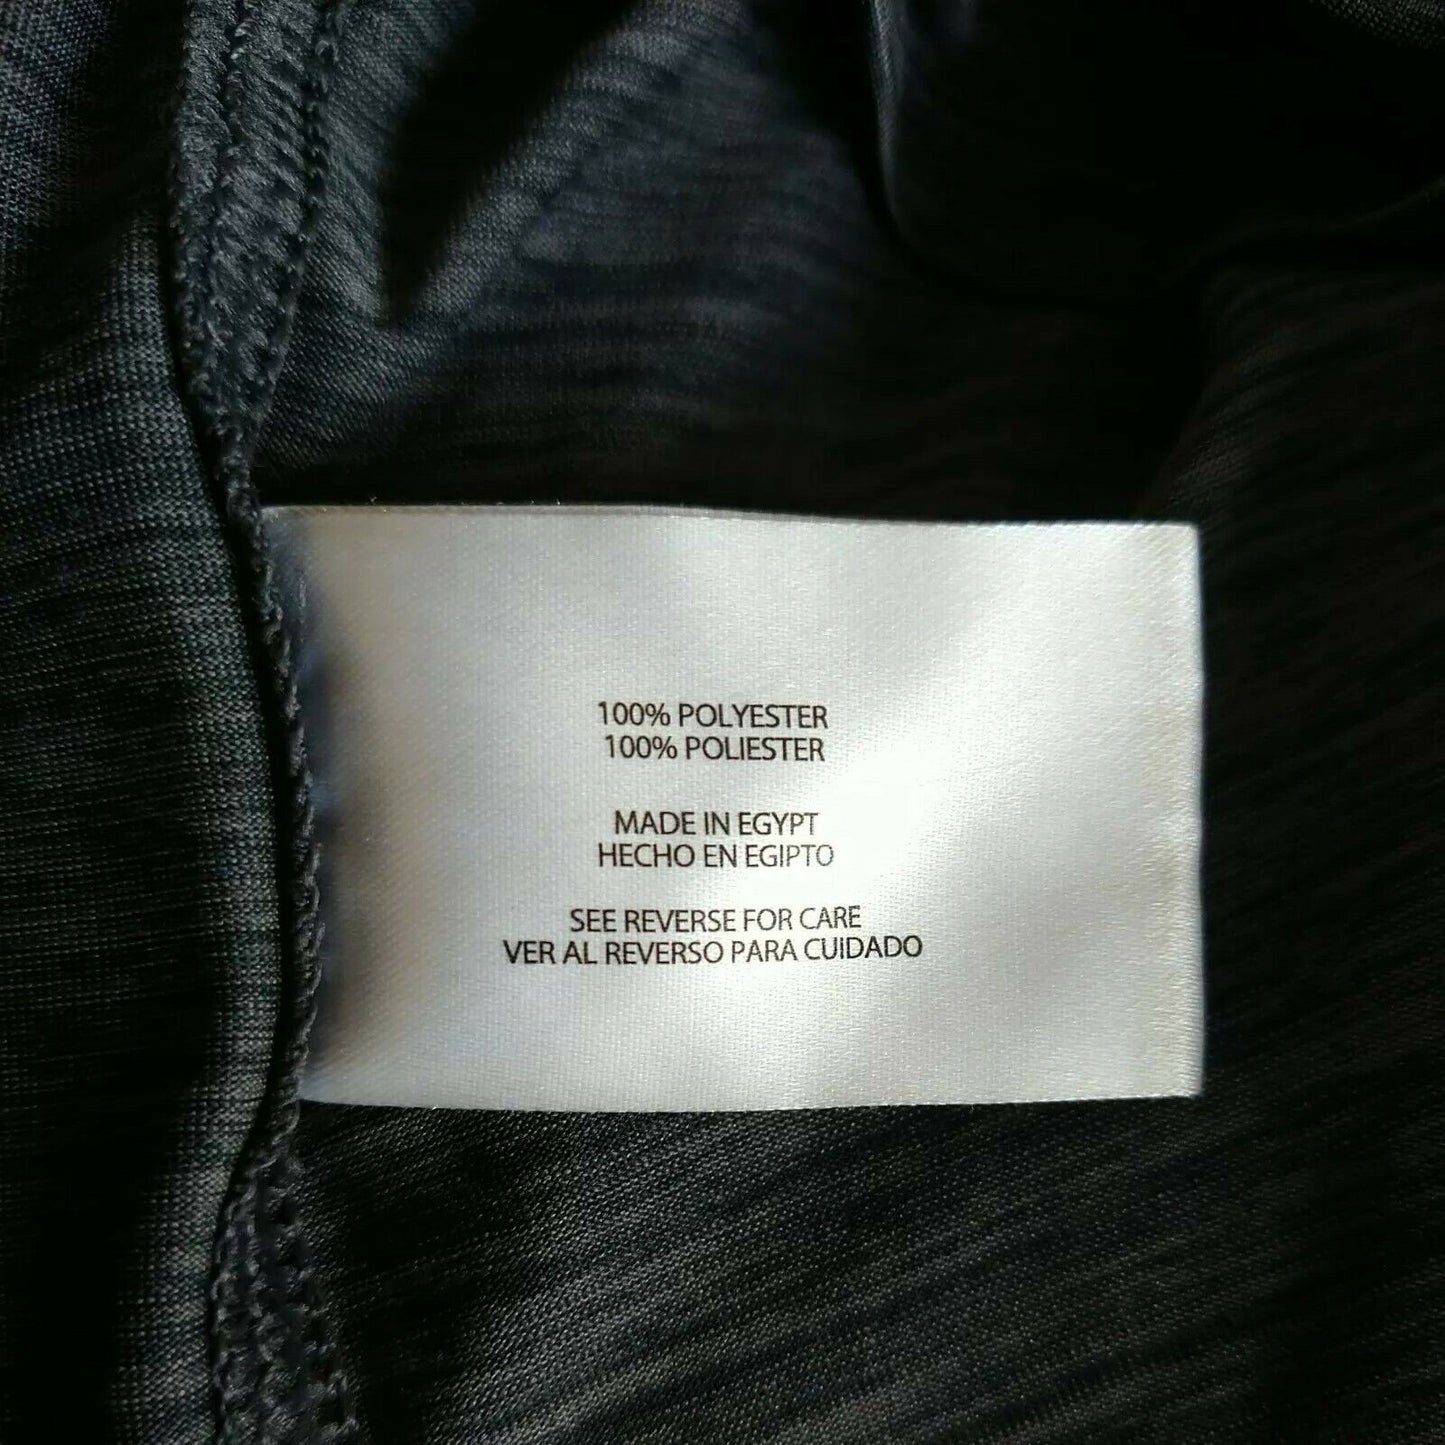 100% POLYESTER
100% POLIESTER
MADE IN EGYPT
HECHO EN EGIPTO
SEE REVERSE FOR CARE
VER AL REVERSO PARA CUIDADO